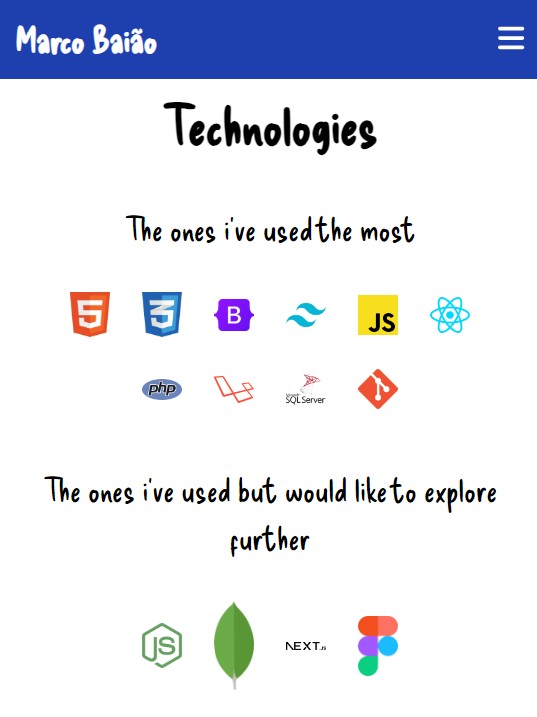 Marco Baião
Technologies
The ones i've used the most
5 3 B JS
php SQL Server
The ones i've used but would like to explore
further
JS NEXT.JS